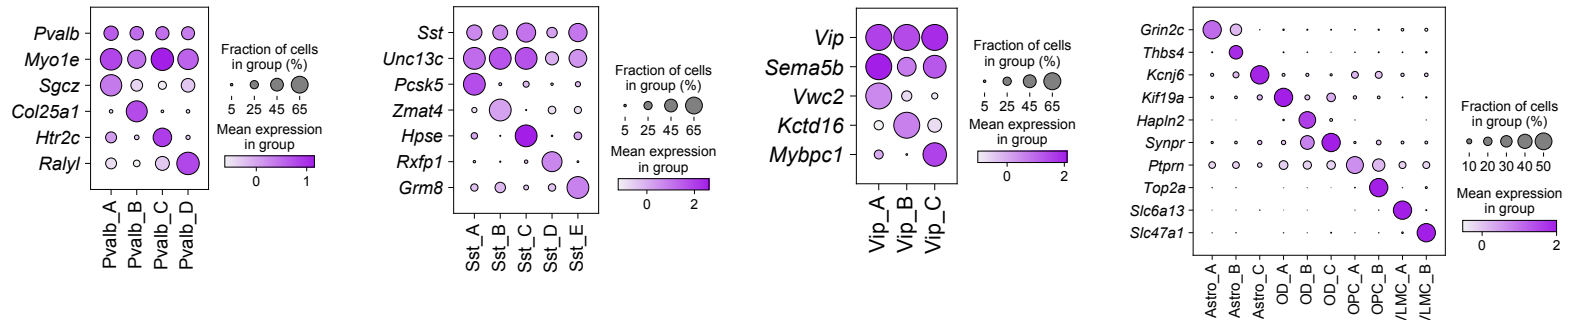 Pvalb
Myo1e
Sgcz
Col25a1
Htr2c
Ralyl
Pvalb_A
Pvalb_B
Pvalb_C
Pvalb_D
Fraction of cells
in group (%)
5 25 45 65
Mean expression
in group
0 1
Sst
Unc13c
Pcsk5
Zmat4
Hpse
Rxfp1
Grm8
Sst_A
Sst_B
Sst_C
Sst_D
Sst_E
Fraction of cells
in group (%)
5 25 45 65
Mean expression
in group
0 2
Vip
Sema5b
Vwc2
Kctd16
Mybpc1
Vip_A
Vip_B
Vip_C
Fraction of cells
in group (%)
5 25 45 65
Mean expression
in group
0 2
Grin2c
Thbs4
Kcnj6
Kif19a
Hapln2
Synpr
Ptprn
Top2a
Slc6a13
Slc47a1
Astro_A
Astro_B
Astro_C
OD_A
OD_B
OD_C
OPC_A
OPC_B
VLMC_A
VLMC_B
Fraction of cells
in group (%)
10 20 30 40 50
Mean expression
in group
0 2